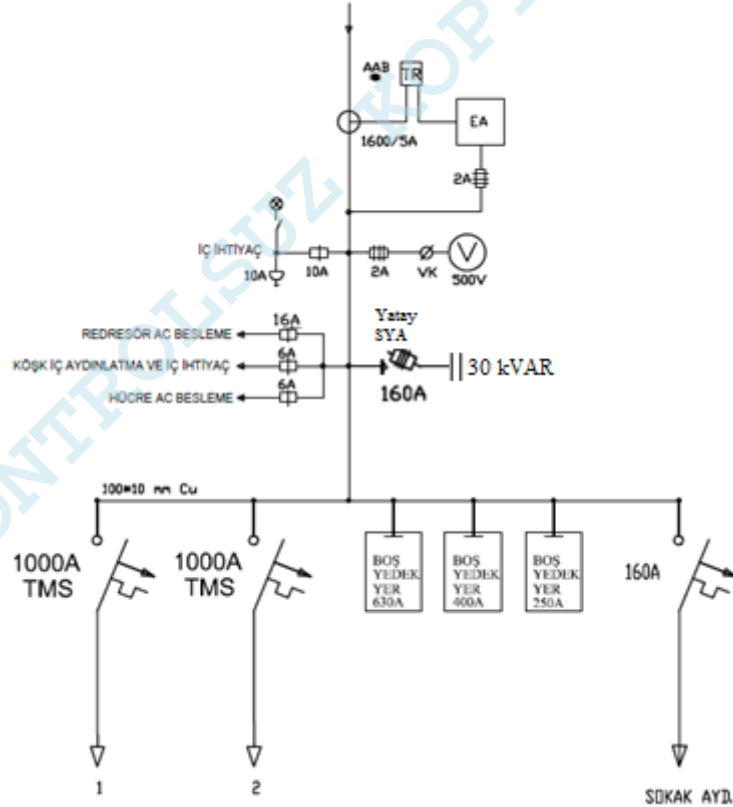 KONTROLSUZ KOP
AAB
TR
EA
1600/5A
2A
İÇ İHTİYAÇ
10A
10A
2A
VK
V
500V
16A
REDRESÖR AC BESLEME
6A
KÖŞK İÇ AYDINLATMA VE İÇ İHTİYAÇ
6A
HÜCRE AC BESLEME
Yatay
SYA
160A
30 kVAR
100*10 mm Cu
1000A
TMS
1000A
TMS
BOŞ
YEDEK
YER
630A
BOŞ
YEDEK
YER
400A
BOŞ
YEDEK
YER
250A
160A
1
2
SOKAK AYD.